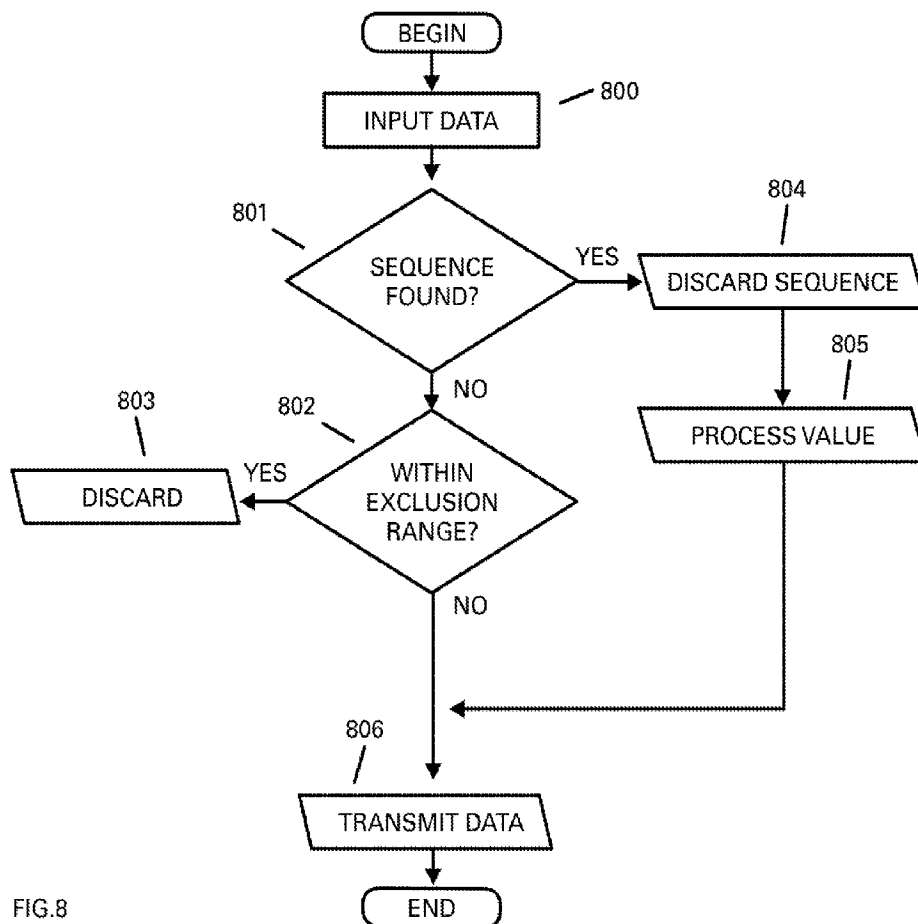 BEGIN
800
INPUT DATA
801
804
SEQUENCE
FOUND?
YES
DISCARD SEQUENCE
NO
805
PROCESS VALUE
802
803
YES
DISCARD
WITHIN
EXCLUSION
RANGE?
NO
806
TRANSMIT DATA
END
FIG.8